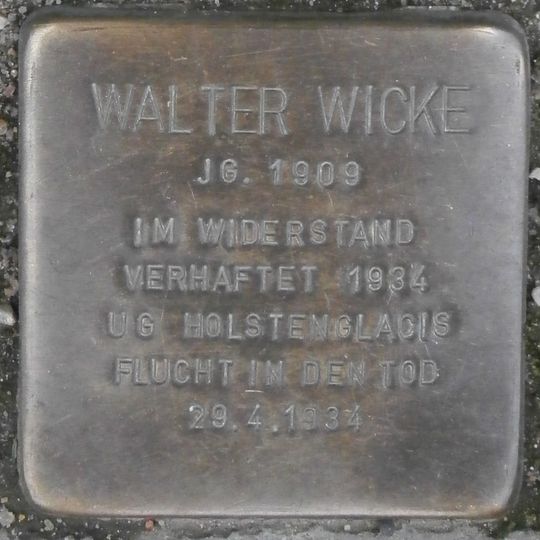 WALTER WICKE
JG. 1909
IM WIDERSTAND
VERHAFTET 1934
UG HOLSTENGLACIS
FLUCHT IN DEN TOD
29.4.1934